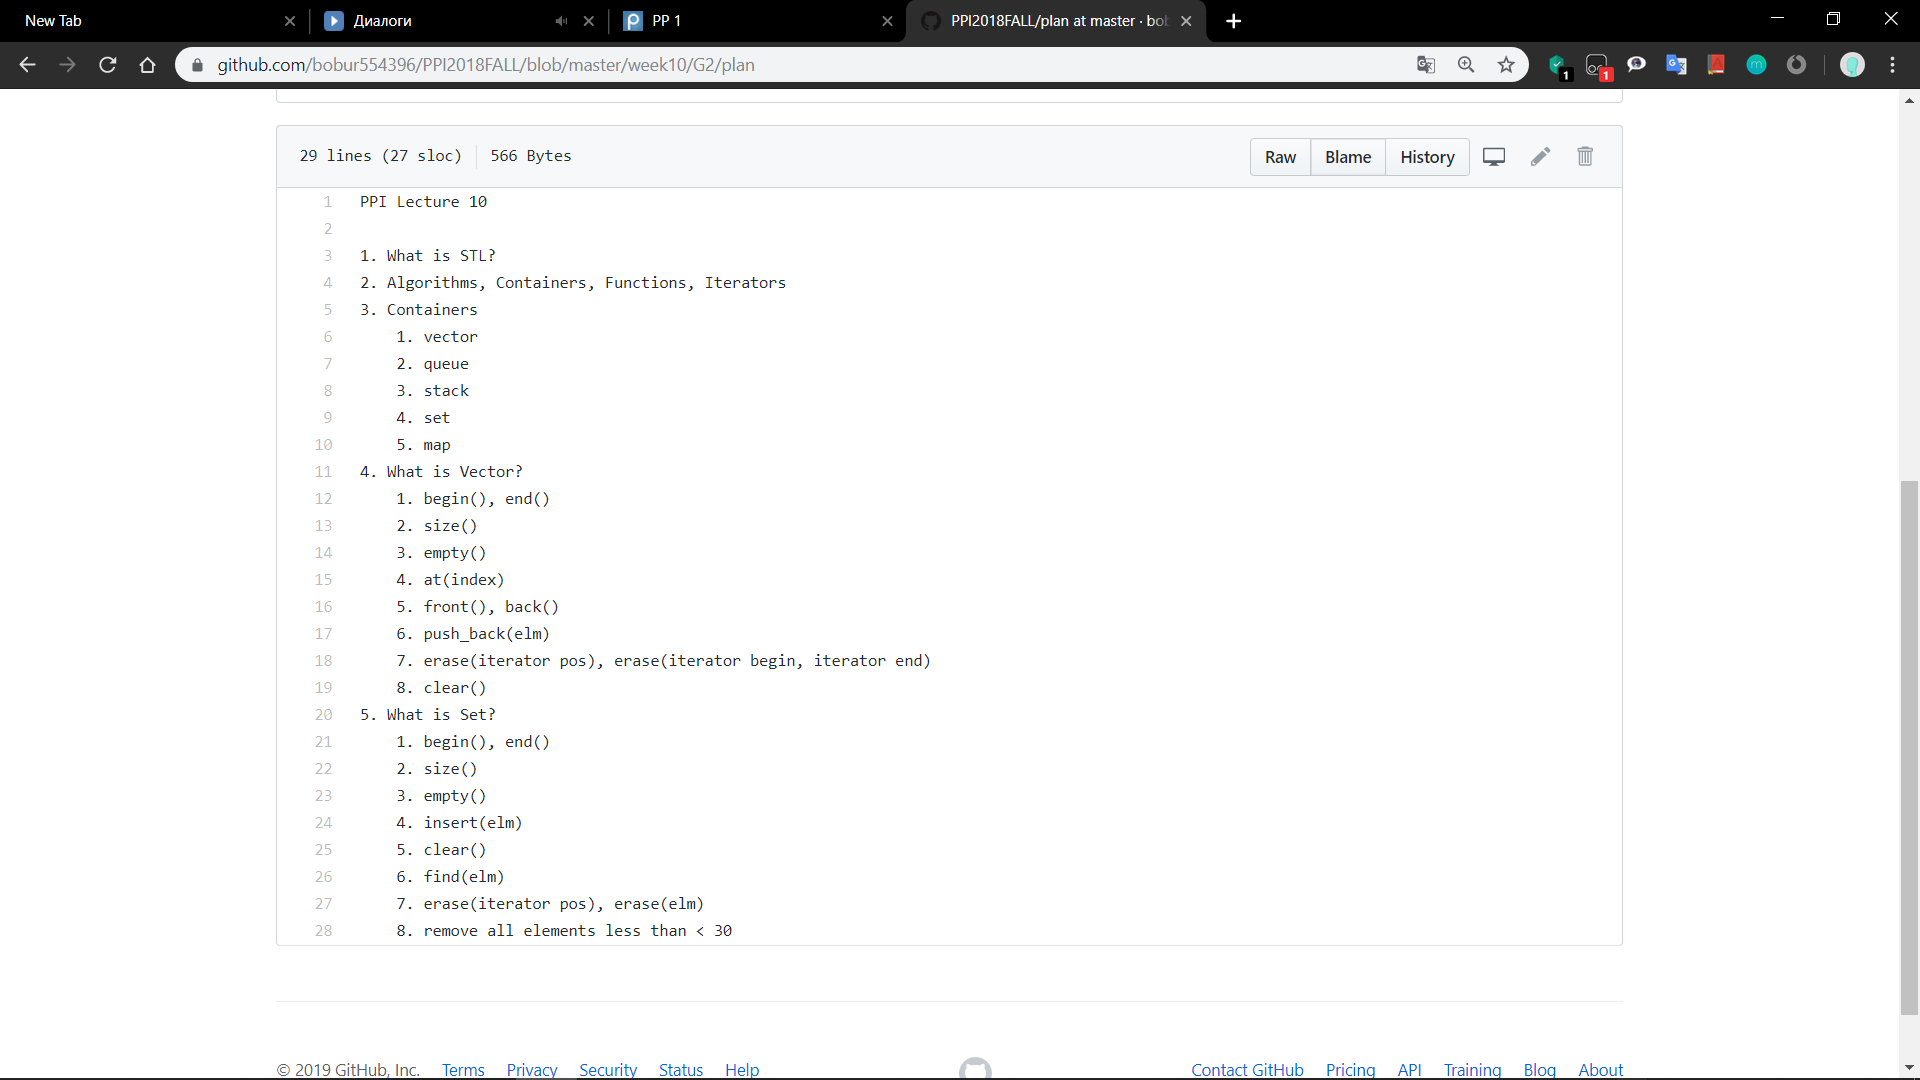 New Tab
Диалоги
PP 1
PPI2018FALL/plan at master · bob
github.com/bobur554396/PPI2018FALL/blob/master/week10/G2/plan
1
1
29 lines (27 sloc) 566 Bytes
Raw Blame History
1 PPI Lecture 10
2
3 1. What is STL?
4 2. Algorithms, Containers, Functions, Iterators
5 3. Containers
6 1. vector
7 2. queue
8 3. stack
9 4. set
10 5. map
11 4. What is Vector?
12 1. begin(), end()
13 2. size()
14 3. empty()
15 4. at(index)
16 5. front(), back()
17 6. push_back(elm)
18 7. erase(iterator pos), erase(iterator begin, iterator end)
19 8. clear()
20 5. What is Set?
21 1. begin(), end()
22 2. size()
23 3. empty()
24 4. insert(elm)
25 5. clear()
26 6. find(elm)
27 7. erase(iterator pos), erase(elm)
28 8. remove all elements less than < 30
© 2019 GitHub, Inc. Terms Privacy Security Status Help Contact GitHub Pricing API Training Blog About